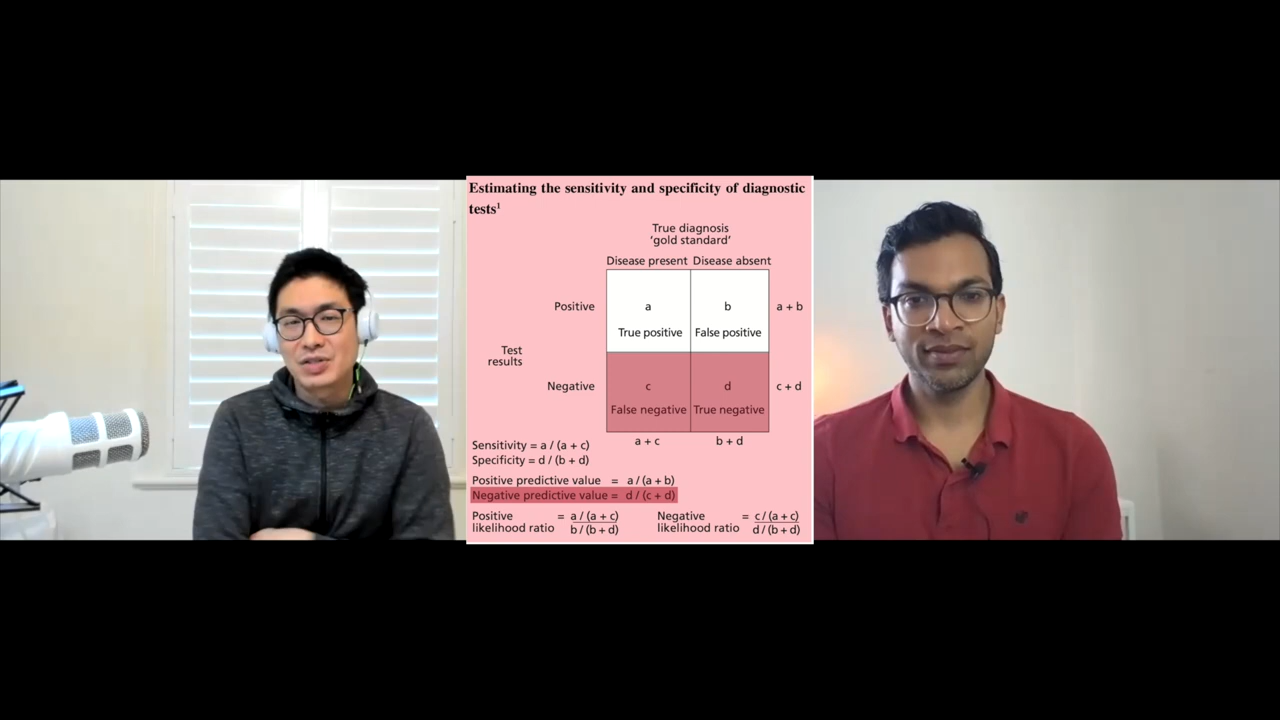 Estimating the sensitivity and specificity of diagnostic
tests¹
True diagnosis
‘gold standard’
Disease present Disease absent
Positive a b a + b
True positive False positive
Test
results
Negative c d c + d
False negative True negative
a + c b + d
Sensitivity = a / (a + c)
Specificity = d / (b + d)
Positive predictive value = a / (a + b)
Negative predictive value = d / (c + d)
Positive = a / (a + c) Negative = c / (a + c)
likelihood ratio b / (b + d) likelihood ratio d / (b + d)